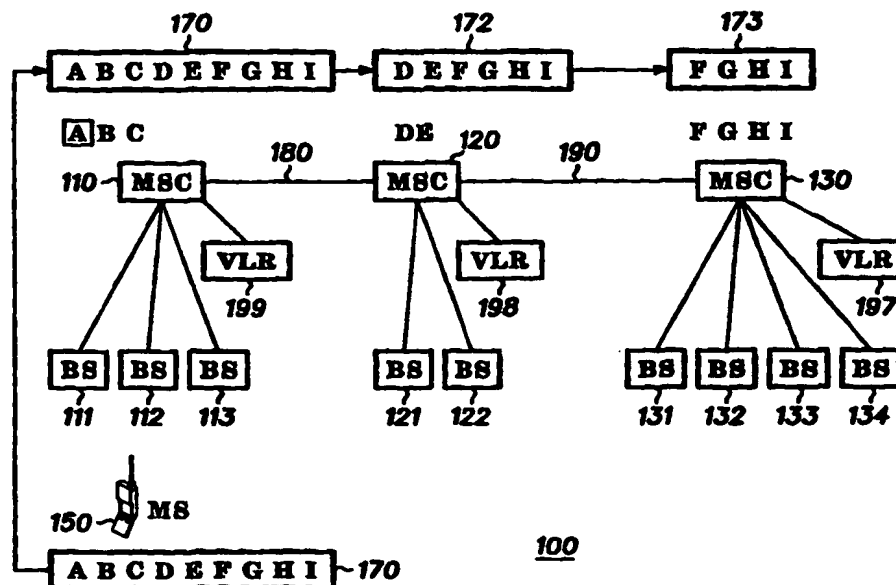 170 172 173
A B C D E F G H I D E F G H I F G H I
A B C DE F G H I
180 120 190
110 MSC MSC MSC 130
VLR VLR VLR
199 198 197
BS BS BS BS BS BS BS BS BS
111 112 113 121 122 131 132 133 134
150 MS
100
A B C D E F G H I 170